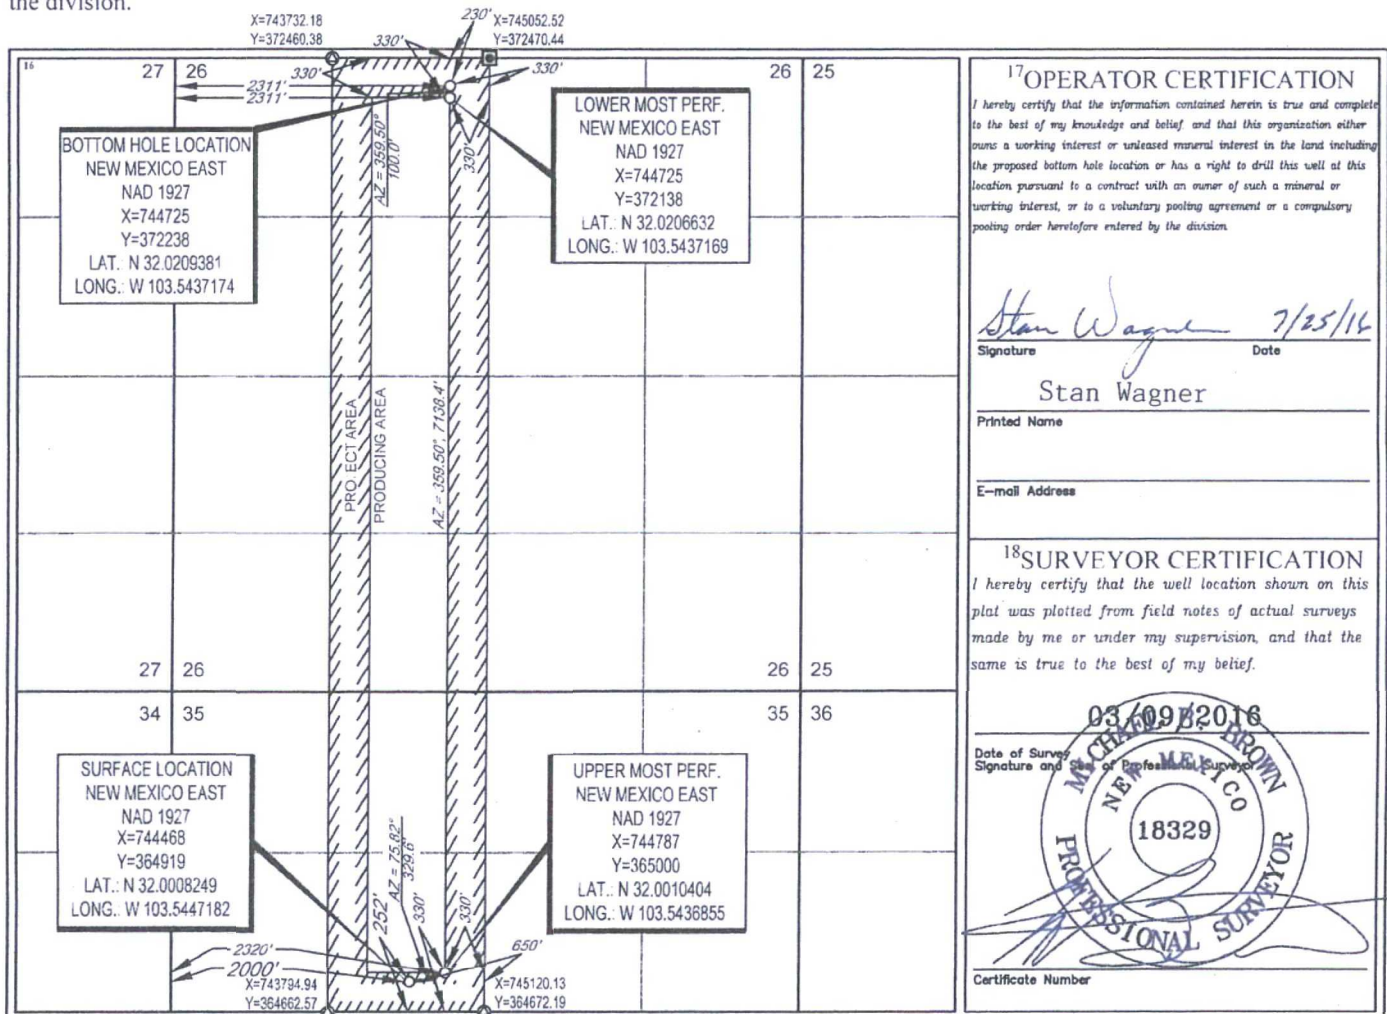 the division.
X=743732.18
Y=372460.38
330'
230'
X=745052.52
Y=372470.44
16
27 26
330'
330'
26 25
2311'
2311'
BOTTOM HOLE LOCATION
NEW MEXICO EAST
NAD 1927
X=744725
Y=372238
LAT.: N 32.0209381
LONG.: W 103.5437174
AZ = 359.50°
100.0'
330'
LOWER MOST PERF.
NEW MEXICO EAST
NAD 1927
X=744725
Y=372138
LAT.: N 32.0206632
LONG.: W 103.5437169
PROJECT AREA
PRODUCING AREA
AZ = 359.50°, 7138.4'
27 26
26 25
34 35
35 36
SURFACE LOCATION
NEW MEXICO EAST
NAD 1927
X=744468
Y=364919
LAT.: N 32.0008249
LONG.: W 103.5447182
AZ = 75.82°
329.6'
252'
330'
330'
UPPER MOST PERF.
NEW MEXICO EAST
NAD 1927
X=744787
Y=365000
LAT.: N 32.0010404
LONG.: W 103.5436855
2320'
2000'
650'
X=743794.94
Y=364662.57
X=745120.13
Y=364672.19
17OPERATOR CERTIFICATION
I hereby certify that the information contained herein is true and complete
to the best of my knowledge and belief, and that this organization either
owns a working interest or unleased mineral interest in the land including
the proposed bottom hole location or has a right to drill this well at this
location pursuant to a contract with an owner of such a mineral or
working interest, or to a voluntary pooling agreement or a compulsory
pooling order heretofore entered by the division.
Stan Wagner 7/25/16
Signature Date
Stan Wagner
Printed Name
E-mail Address
18SURVEYOR CERTIFICATION
I hereby certify that the well location shown on this
plat was plotted from field notes of actual surveys
made by me or under my supervision, and that the
same is true to the best of my belief.
03/09/2016
Date of Survey
Signature and Seal of Professional Surveyor
MICHAEL B. BROWN
NEW MEXICO
18329
PROFESSIONAL SURVEYOR
Certificate Number